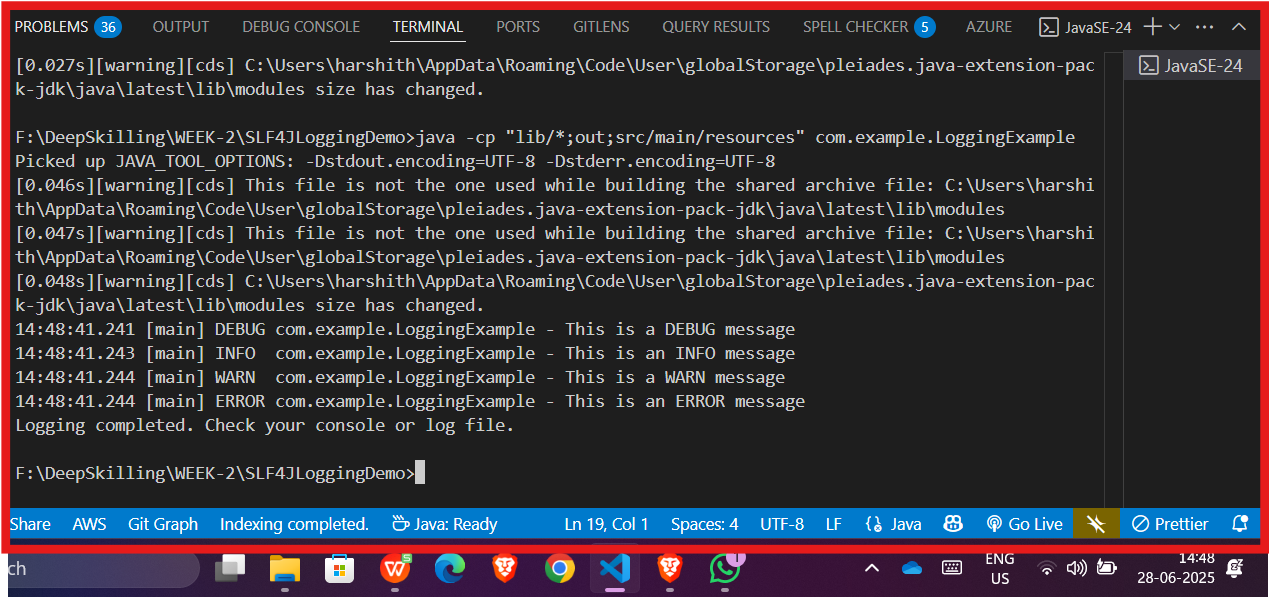 PROBLEMS 36 OUTPUT DEBUG CONSOLE TERMINAL PORTS GITLENS QUERY RESULTS SPELL CHECKER 5 AZURE JavaSE-24
[0.027s][warning][cds] C:\Users\harshith\AppData\Roaming\Code\User\globalStorage\pleiades.java-extension-pac
JavaSE-24
k-jdk\java\latest\lib\modules size has changed.
F:\DeepSkilling\WEEK-2\SLF4JLoggingDemo>java -cp "lib/*;out;src/main/resources" com.example.LoggingExample
Picked up JAVA_TOOL_OPTIONS: -Dstdout.encoding=UTF-8 -Dstderr.encoding=UTF-8
[0.046s][warning][cds] This file is not the one used while building the shared archive file: C:\Users\harshi
th\AppData\Roaming\Code\User\globalStorage\pleiades.java-extension-pack-jdk\java\latest\lib\modules
[0.047s][warning][cds] This file is not the one used while building the shared archive file: C:\Users\harshi
th\AppData\Roaming\Code\User\globalStorage\pleiades.java-extension-pack-jdk\java\latest\lib\modules
[0.048s][warning][cds] C:\Users\harshith\AppData\Roaming\Code\User\globalStorage\pleiades.java-extension-pac
k-jdk\java\latest\lib\modules size has changed.
14:48:41.241 [main] DEBUG com.example.LoggingExample - This is a DEBUG message
14:48:41.243 [main] INFO  com.example.LoggingExample - This is an INFO message
14:48:41.244 [main] WARN  com.example.LoggingExample - This is a WARN message
14:48:41.244 [main] ERROR com.example.LoggingExample - This is an ERROR message
Logging completed. Check your console or log file.
F:\DeepSkilling\WEEK-2\SLF4JLoggingDemo>
Share AWS Git Graph Indexing completed. Java: Ready Ln 19, Col 1 Spaces: 4 UTF-8 LF Java Go Live Prettier
ch
ENG
US
14:48
28-06-2025